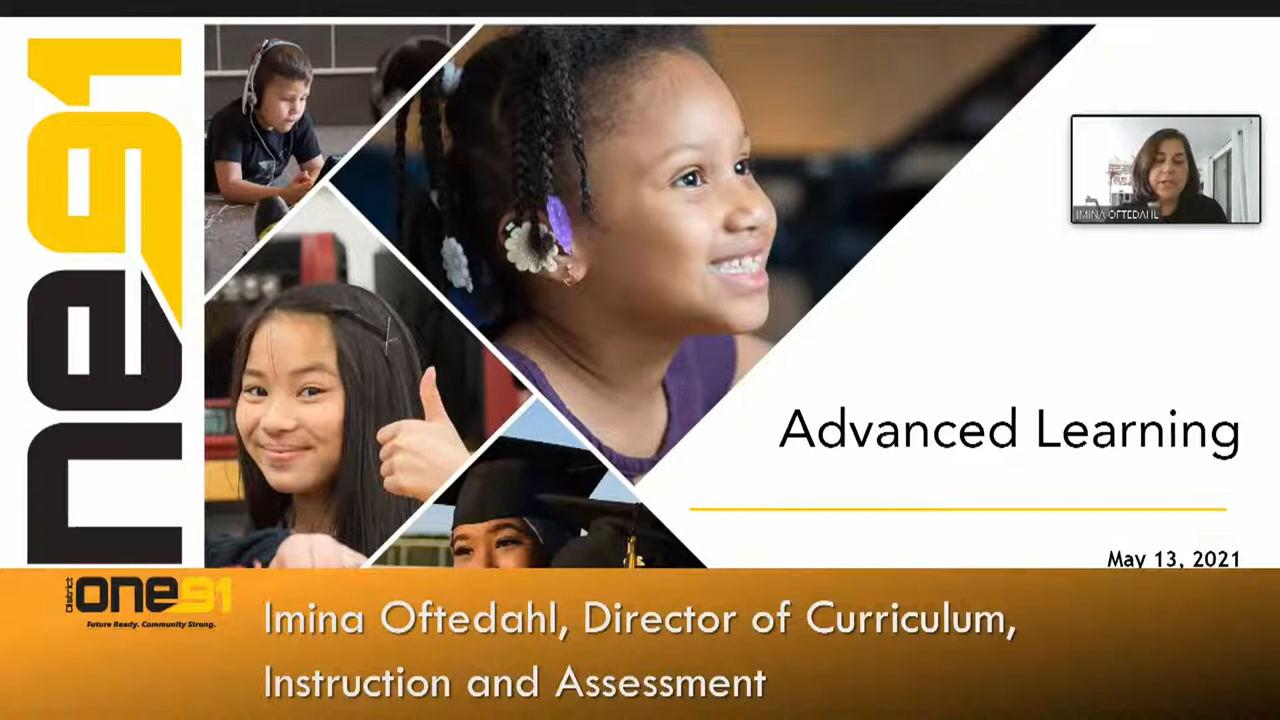 one91
IMINA OFTEDAHL
Advanced Learning
May 13, 2021
District
one91
Future Ready. Community Strong.
Imina Oftedahl, Director of Curriculum,
Instruction and Assessment